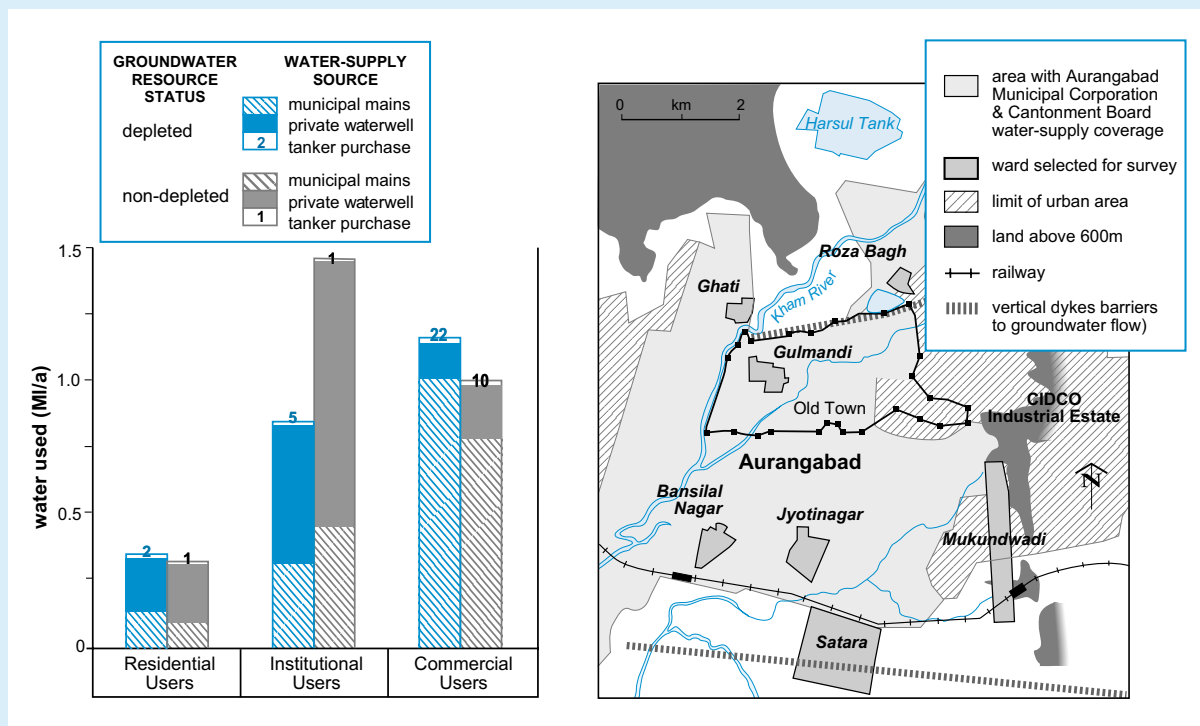 GROUNDWATER
RESOURCE
STATUS
WATER-SUPPLY
SOURCE
depleted
municipal mains
private waterwell
2
tanker purchase
non-depleted
municipal mains
private waterwell
1
tanker purchase
water used (Ml/a)
1.5
1.0
0.5
0
2
1
5
1
22
10
Residential
Users
Institutional
Users
Commercial
Users
0 km 2
Harsul Tank
Roza Bagh
Ghati
Kham River
Gulmandi
Old Town
CIDCO
Industrial Estate
Aurangabad
N
Bansilal
Nagar
Jyotinagar
Mukundwadi
Satara
area with Aurangabad
Municipal Corporation
& Cantonment Board
water-supply coverage
ward selected for survey
limit of urban area
land above 600m
railway
vertical dykes barriers
to groundwater flow)